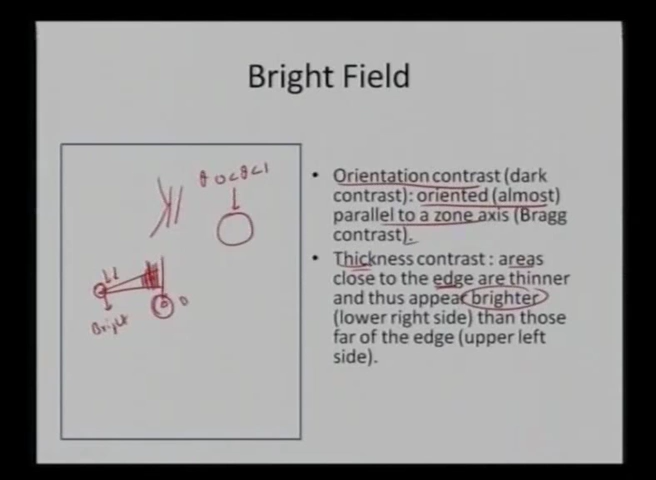 Bright Field
• Orientation contrast (dark
contrast): oriented (almost)
parallel to a zone axis (Bragg
contrast).
• Thickness contrast : areas
close to the edge are thinner
and thus appear brighter
(lower right side) than those
far of the edge (upper left
side).
D
Bright